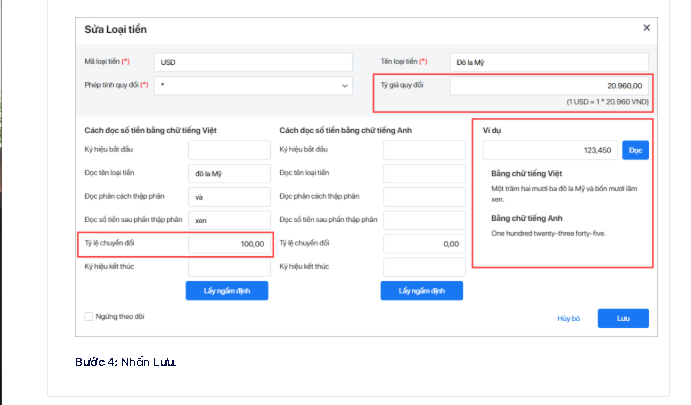 Sửa Loại tiền
Mã loại tiền (*) USD Tên loại tiền (*) Đô la Mỹ
Phép tính quy đổi (*) * Tỷ giá quy đổi 20.960,00
(1 USD = 1 * 20.960 VND)
Cách đọc số tiền bằng chữ tiếng Việt Cách đọc số tiền bằng chữ tiếng Anh Ví dụ
Ký hiệu bắt đầu Ký hiệu bắt đầu 123,450 Đọc
Đọc tên loại tiền đô la Mỹ Đọc tên loại tiền Bằng chữ tiếng Việt
Một trăm hai mươi ba đô la Mỹ và bốn mươi lăm
xen.
Đọc phần cách thập phân và Đọc phần cách thập phân
Đọc số tiền sau phần thập phân xen Đọc số tiền sau phần thập phân Bằng chữ tiếng Anh
One hundred twenty-three forty-five.
Tỷ lệ chuyển đổi 100,00 Tỷ lệ chuyển đổi 0,00
Ký hiệu kết thúc Ký hiệu kết thúc
Lấy ngầm định Lấy ngầm định
Ngừng theo dõi Hủy bỏ Lưu
Bước 4: Nhấn Lưu.